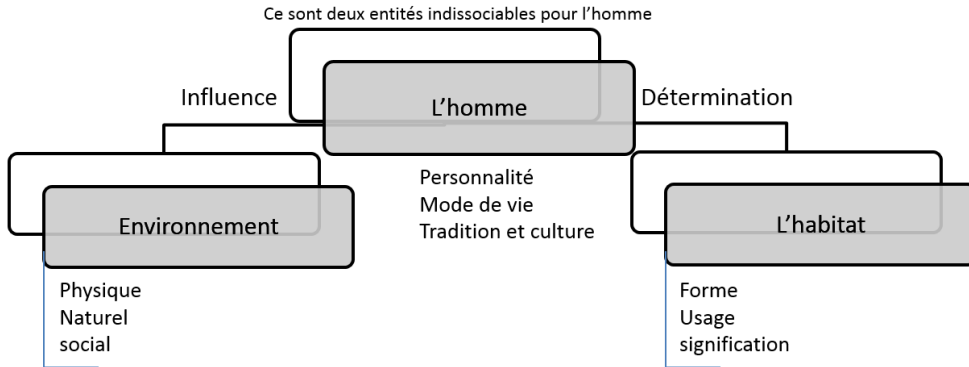 Ce sont deux entités indissociables pour l'homme
Influence
L'homme
Détermination
Personnalité
Mode de vie
Tradition et culture
Environnement
L'habitat
Physique
Naturel
social
Forme
Usage
signification